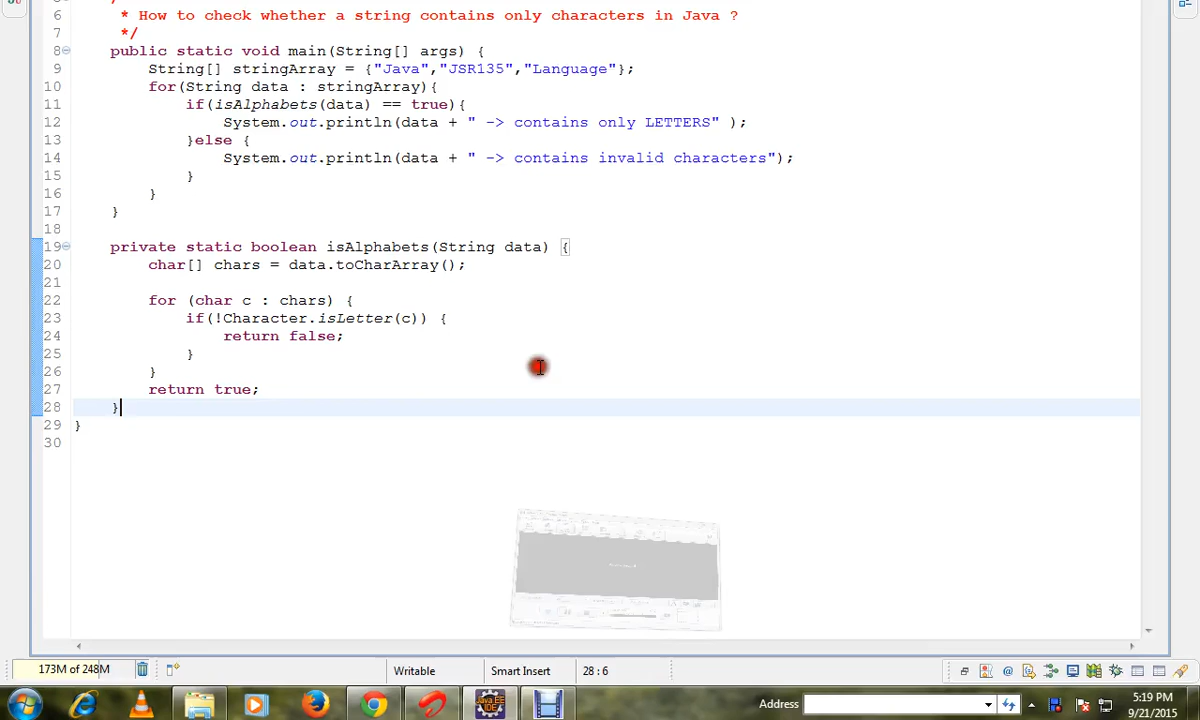 6 * How to check whether a string contains only characters in Java ?
7 */
8 public static void main(String[] args) {
9 String[] stringArray = {"Java","JSR135","Language"};
10 for(String data : stringArray){
11 if(isAlphabets(data) == true){
12 System.out.println(data + " -> contains only LETTERS" );
13 }else {
14 System.out.println(data + " -> contains invalid characters");
15 }
16 }
17 }
18
19 private static boolean isAlphabets(String data) {
20 char[] chars = data.toCharArray();
21
22 for (char c : chars) {
23 if(!Character.isLetter(c)) {
24 return false;
25 }
26 }
27 return true;
28 }
29 }
30
173M of 248M Writable Smart Insert 28 : 6
Java EE
IDE
Address
5:19 PM
9/21/2015